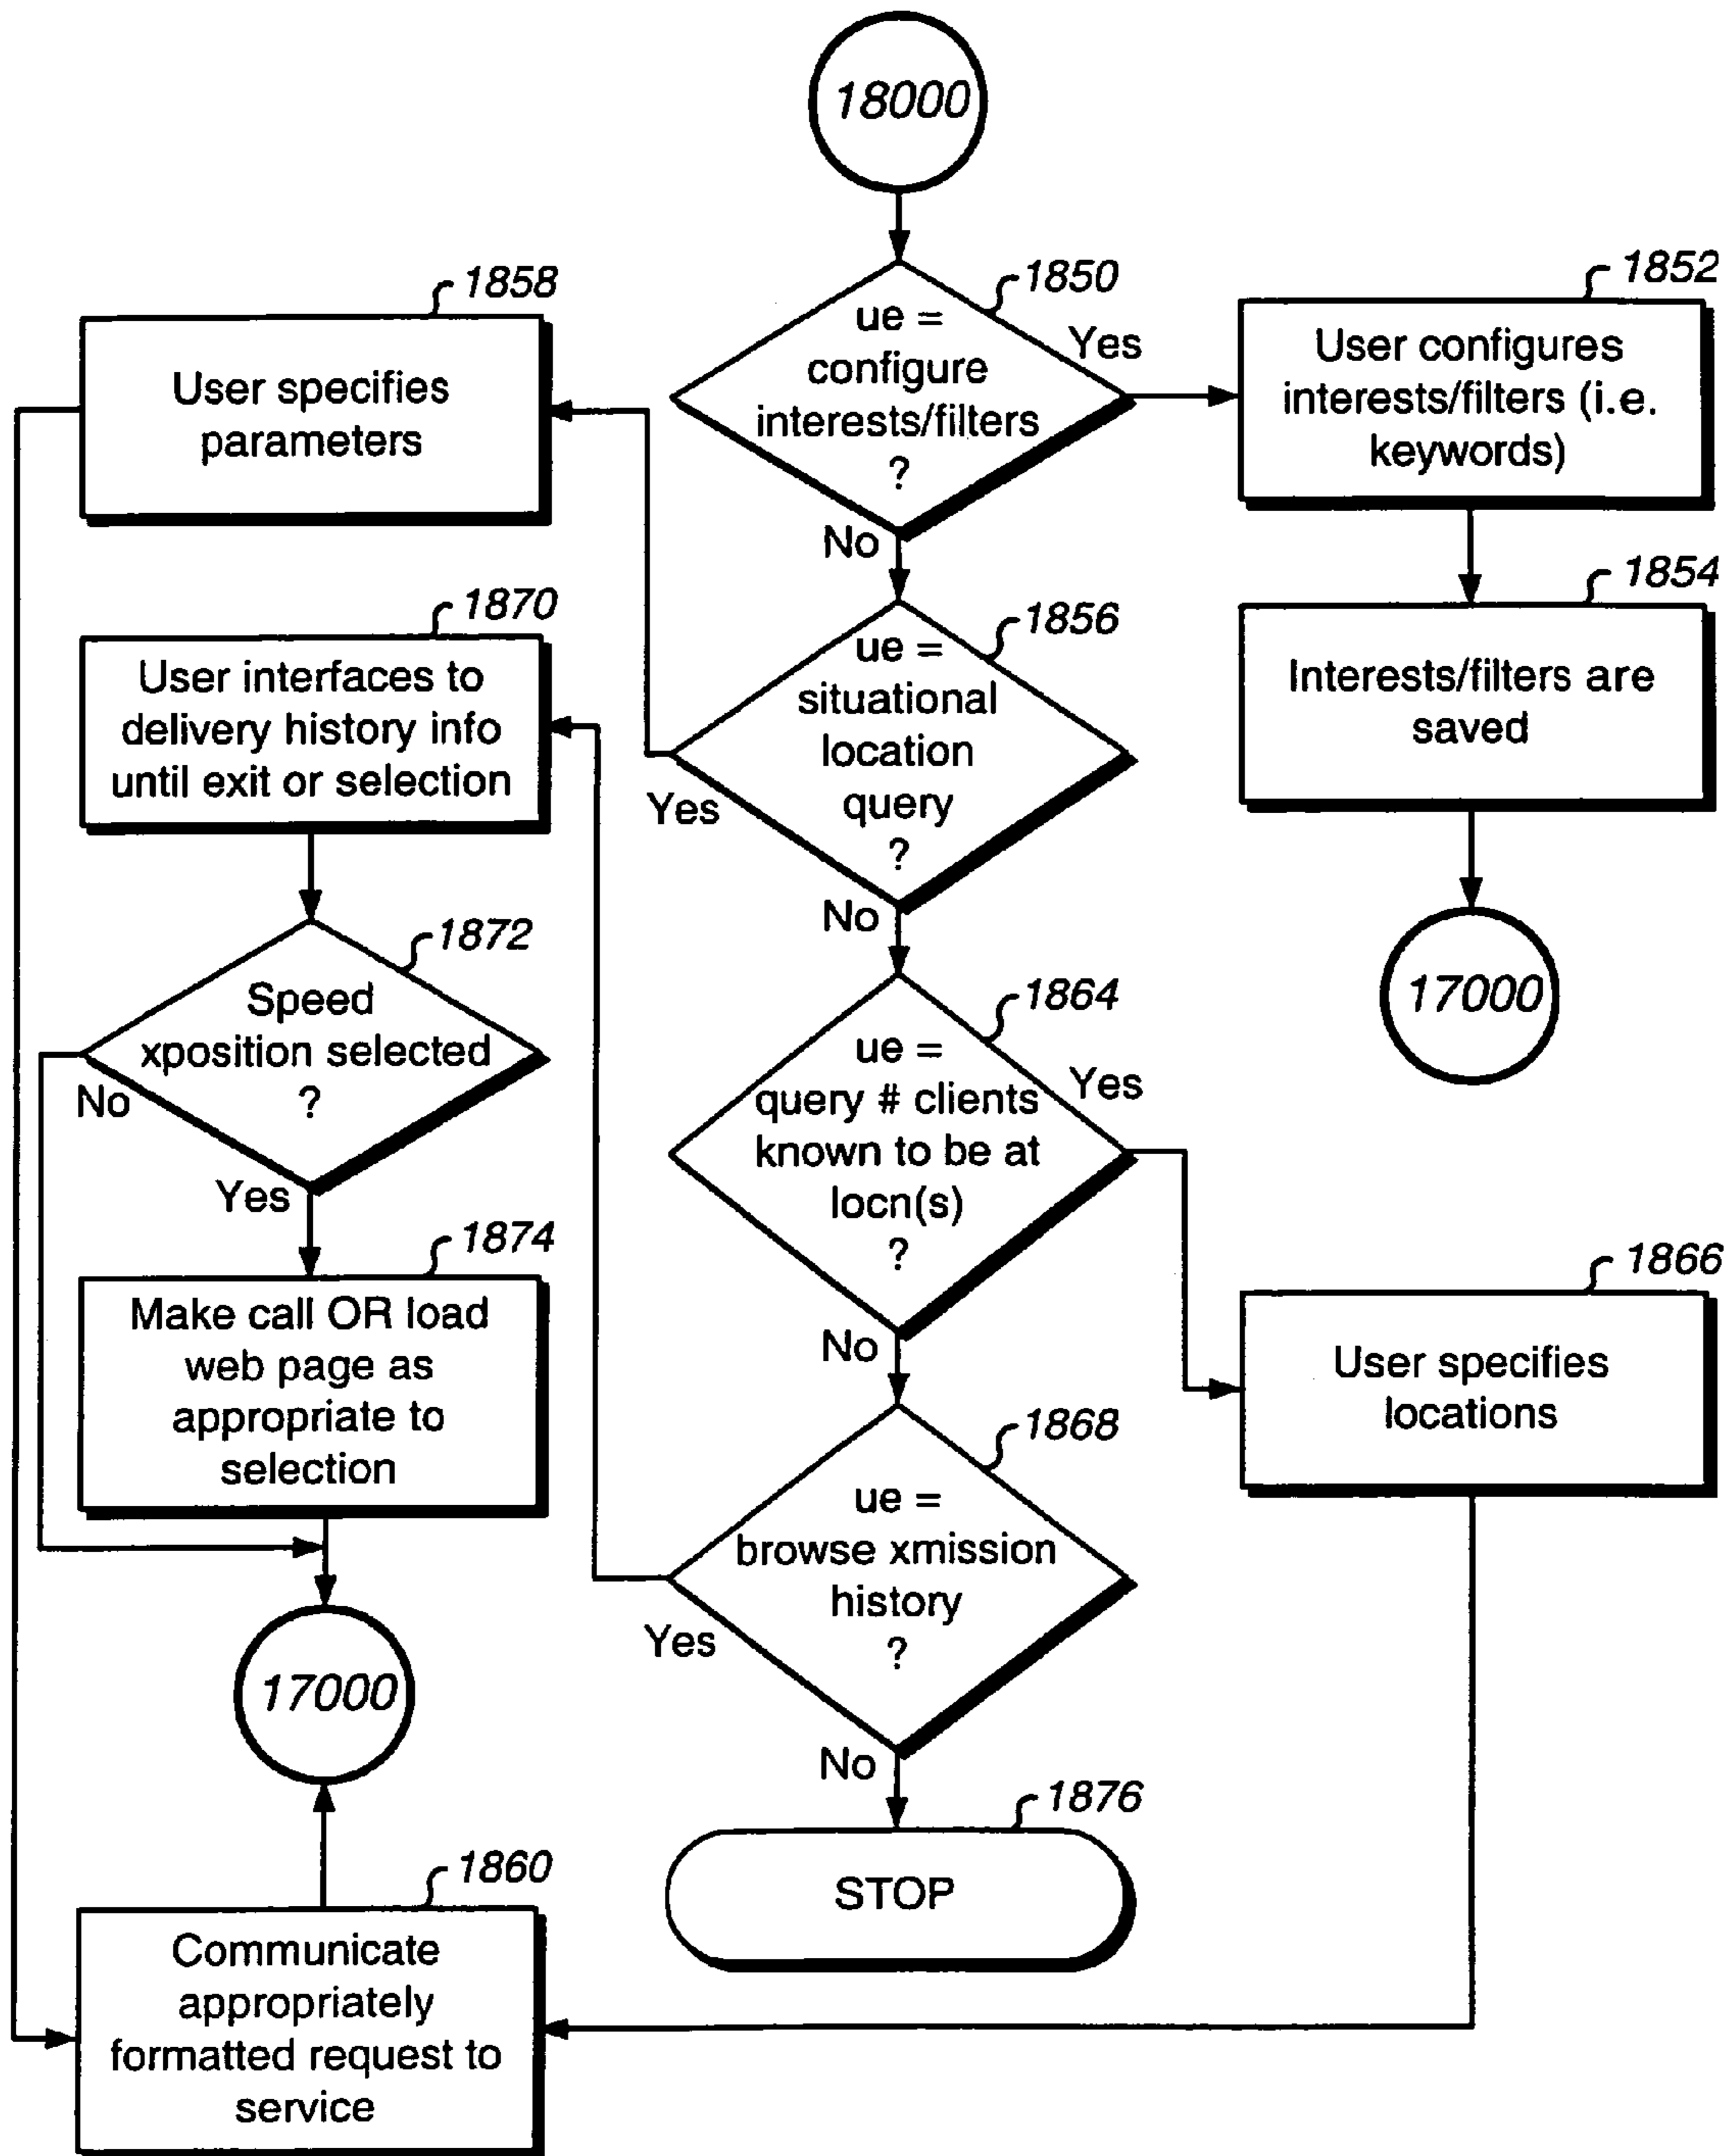 18000
1850
ue =
configure
interests/filters
?
Yes
No
1852
User configures
interests/filters (i.e.
keywords)
1854
Interests/filters are
saved
17000
1858
User specifies
parameters
1856
ue =
situational
location
query
?
Yes
No
1870
User interfaces to
delivery history info
until exit or selection
1872
Speed
xposition selected
?
No
Yes
1874
Make call OR load
web page as
appropriate to
selection
17000
1864
ue =
query # clients
known to be at
locn(s)
?
Yes
No
1866
User specifies
locations
1868
ue =
browse xmission
history
?
Yes
No
1876
STOP
1860
Communicate
appropriately
formatted request to
service